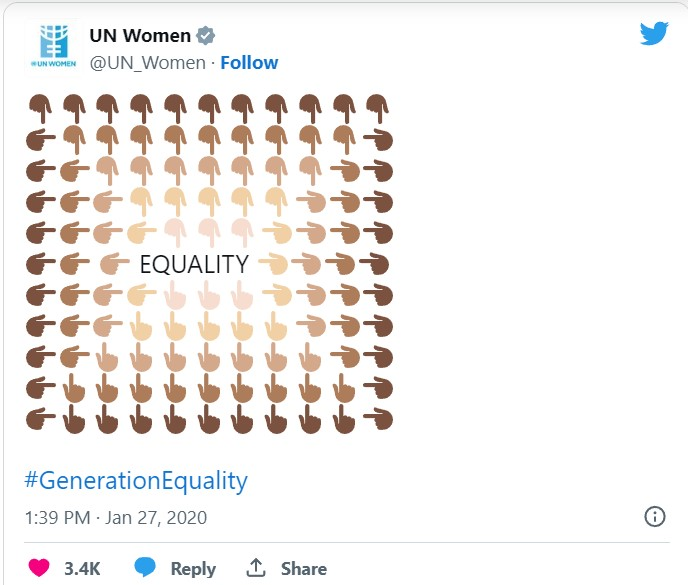 UN Women
@UN_Women · Follow
@UN WOMEN
EQUALITY
#GenerationEquality
1:39 PM · Jan 27, 2020
3.4K Reply Share